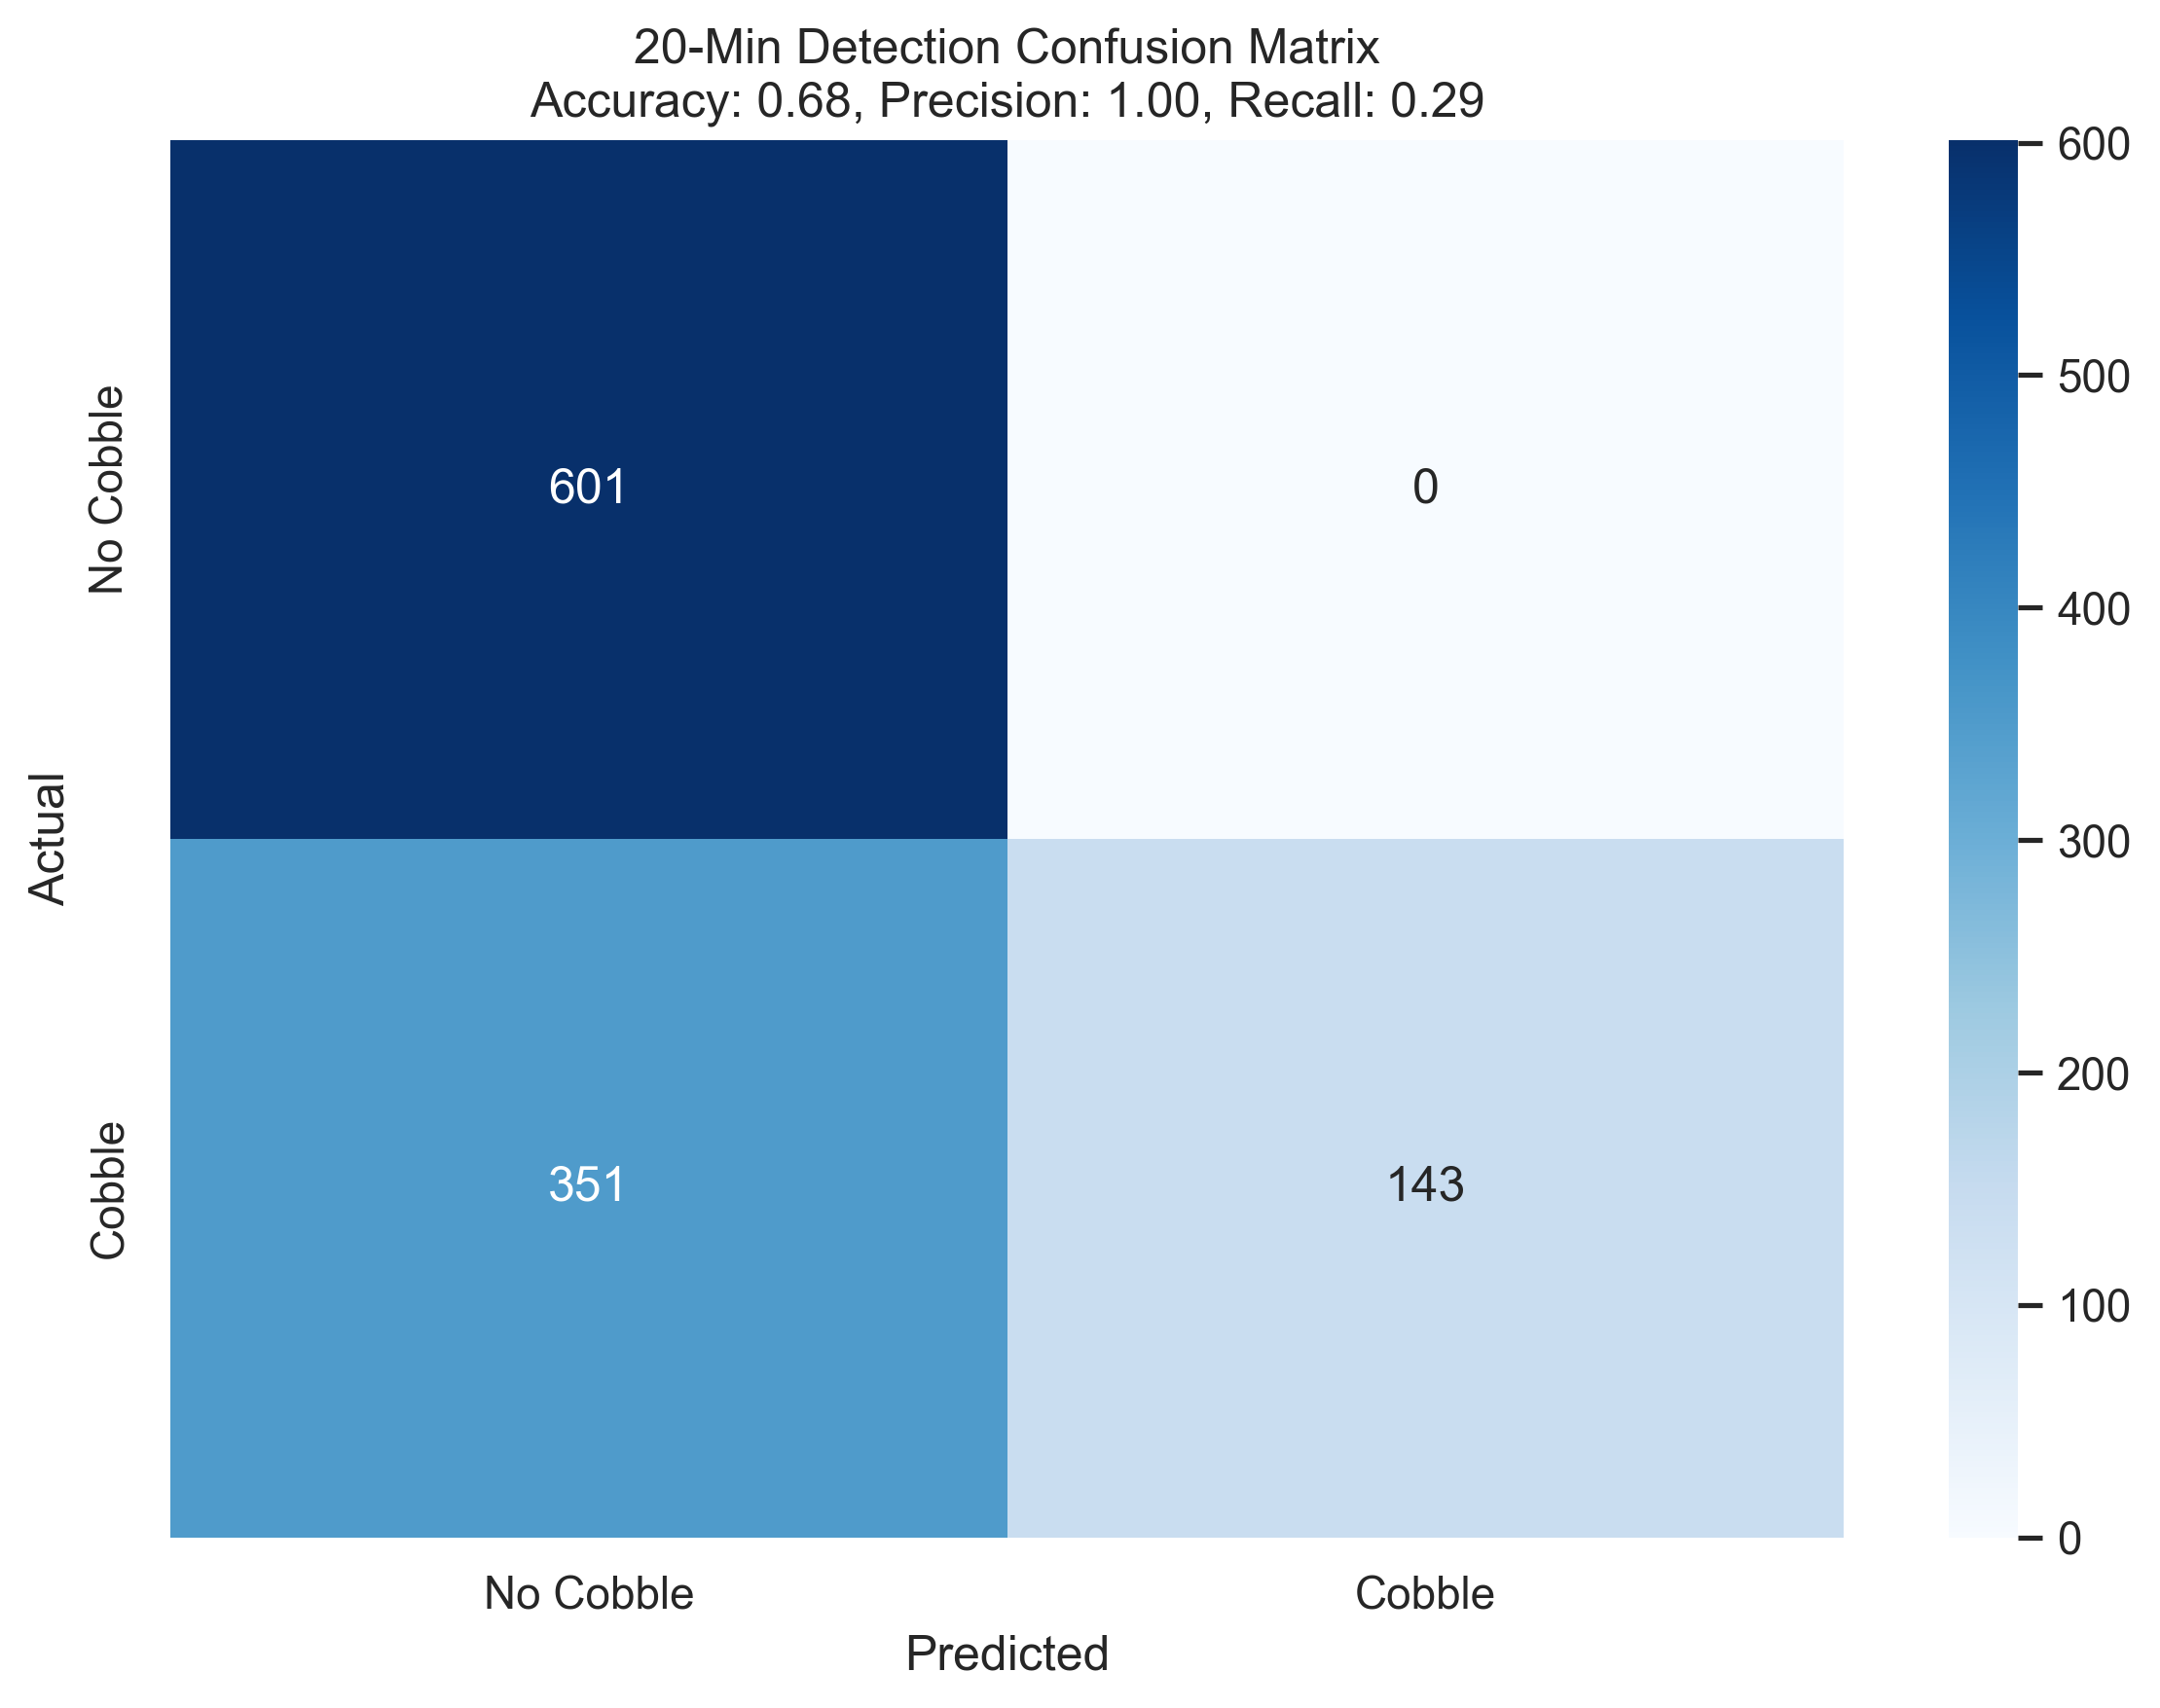 20-Min Detection Confusion Matrix
Accuracy: 0.68, Precision: 1.00, Recall: 0.29
Actual
No Cobble
Cobble
601
0
351
143
No Cobble
Cobble
Predicted
600
500
400
300
200
100
0